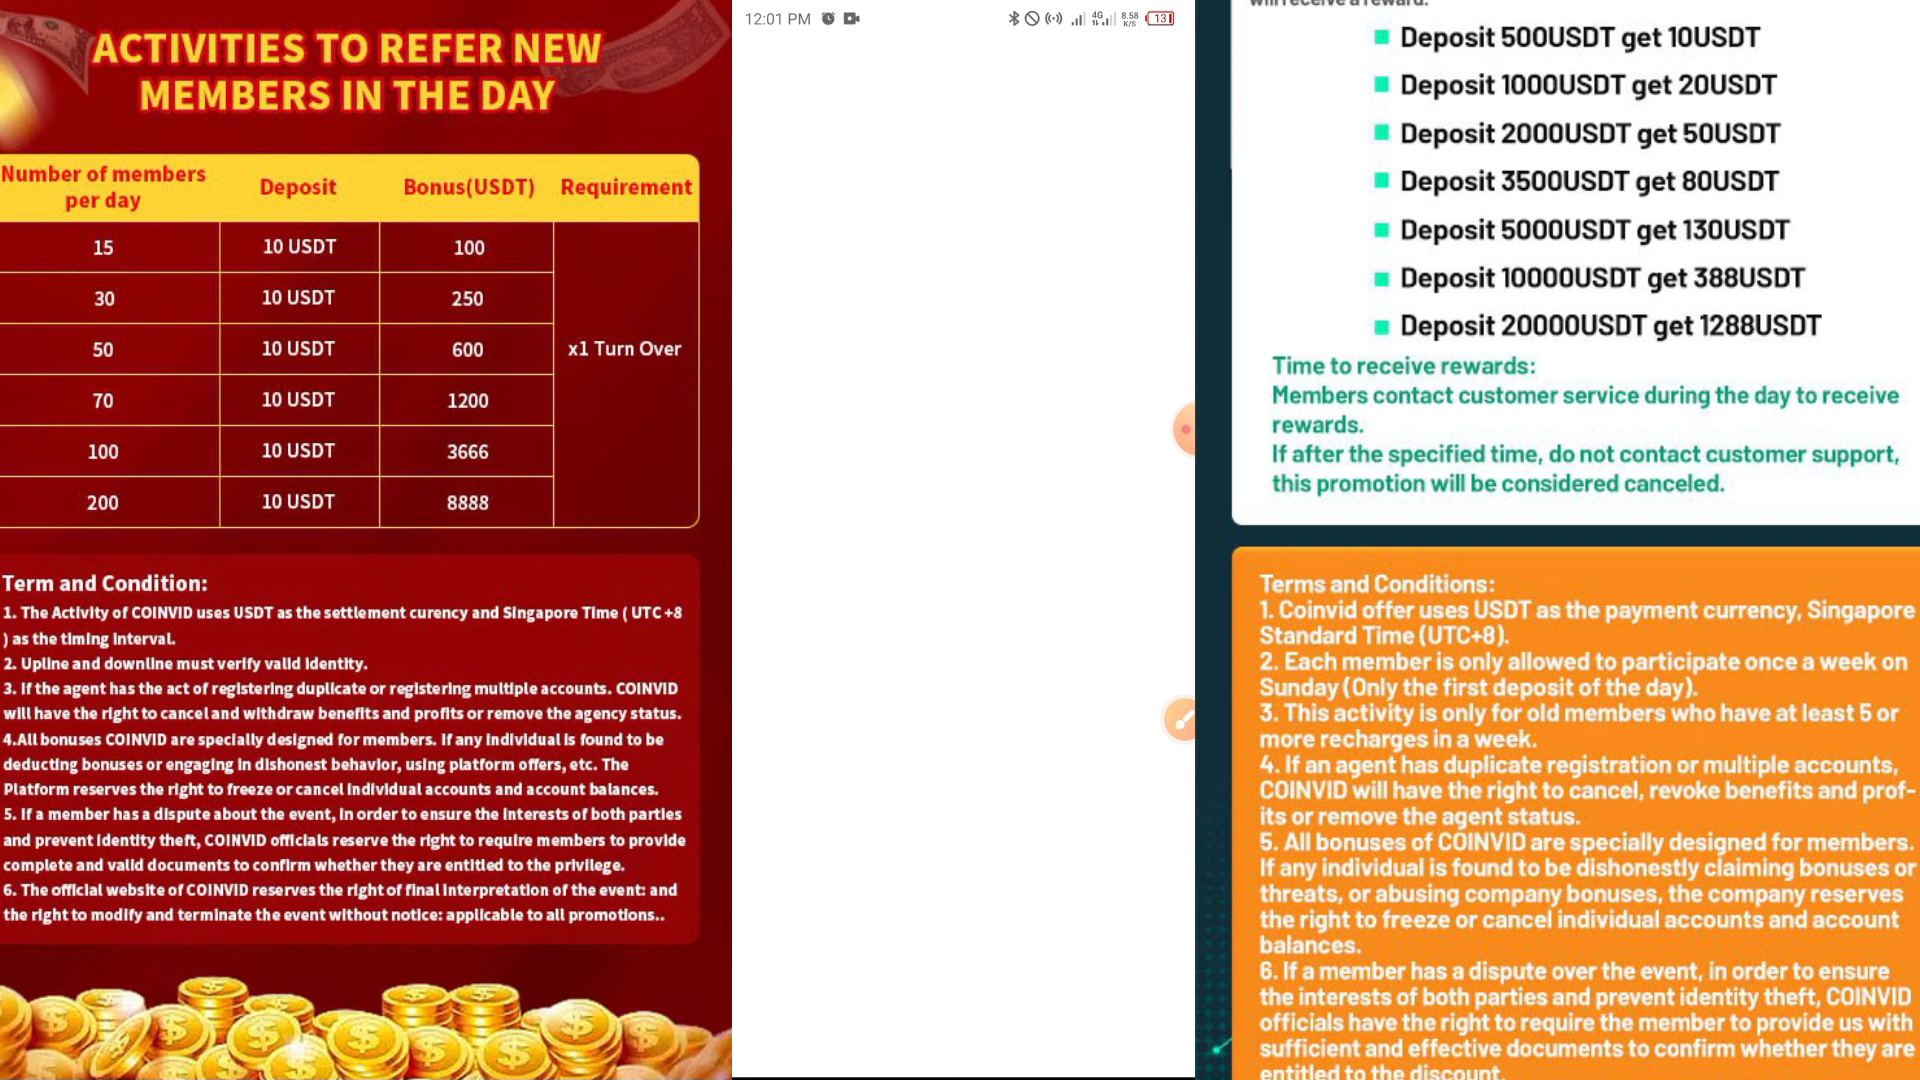 ACTIVITIES TO REFER NEW
MEMBERS IN THE DAY
Number of members
per day
Deposit
Bonus(USDT)
Requirement
15 10 USDT 100
30 10 USDT 250
50 10 USDT 600
x1 Turn Over
70 10 USDT 1200
100 10 USDT 3666
200 10 USDT 8888
Term and Condition:
1. The Activity of COINVID uses USDT as the settlement curency and Singapore Time ( UTC +8
) as the timing interval.
2. Upline and downline must verify valid identity.
3. If the agent has the act of registering duplicate or registering multiple accounts. COINVID
will have the right to cancel and withdraw benefits and profits or remove the agency status.
4.All bonuses COINVID are specially designed for members. If any individual is found to be
deducting bonuses or engaging in dishonest behavior, using platform offers, etc. The
Platform reserves the right to freeze or cancel individual accounts and account balances.
5. If a member has a dispute about the event, in order to ensure the interests of both parties
and prevent identity theft, COINVID officials reserve the right to require members to provide
complete and valid documents to confirm whether they are entitled to the privilege.
6. The official website of COINVID reserves the right of final interpretation of the event: and
the right to modify and terminate the event without notice: applicable to all promotions..
12:01 PM
4G
8.58
K/S
13
will receive a reward.
Deposit 500USDT get 10USDT
Deposit 1000USDT get 20USDT
Deposit 2000USDT get 50USDT
Deposit 3500USDT get 80USDT
Deposit 5000USDT get 130USDT
Deposit 10000USDT get 388USDT
Deposit 20000USDT get 1288USDT
Time to receive rewards:
Members contact customer service during the day to receive
rewards.
If after the specified time, do not contact customer support,
this promotion will be considered canceled.
Terms and Conditions:
1. Coinvid offer uses USDT as the payment currency, Singapore
Standard Time (UTC+8).
2. Each member is only allowed to participate once a week on
Sunday (Only the first deposit of the day).
3. This activity is only for old members who have at least 5 or
more recharges in a week.
4. If an agent has duplicate registration or multiple accounts,
COINVID will have the right to cancel, revoke benefits and prof-
its or remove the agent status.
5. All bonuses of COINVID are specially designed for members.
If any individual is found to be dishonestly claiming bonuses or
threats, or abusing company bonuses, the company reserves
the right to freeze or cancel individual accounts and account
balances.
6. If a member has a dispute over the event, in order to ensure
the interests of both parties and prevent identity theft, COINVID
officials have the right to require the member to provide us with
sufficient and effective documents to confirm whether they are
entitled to the discount.